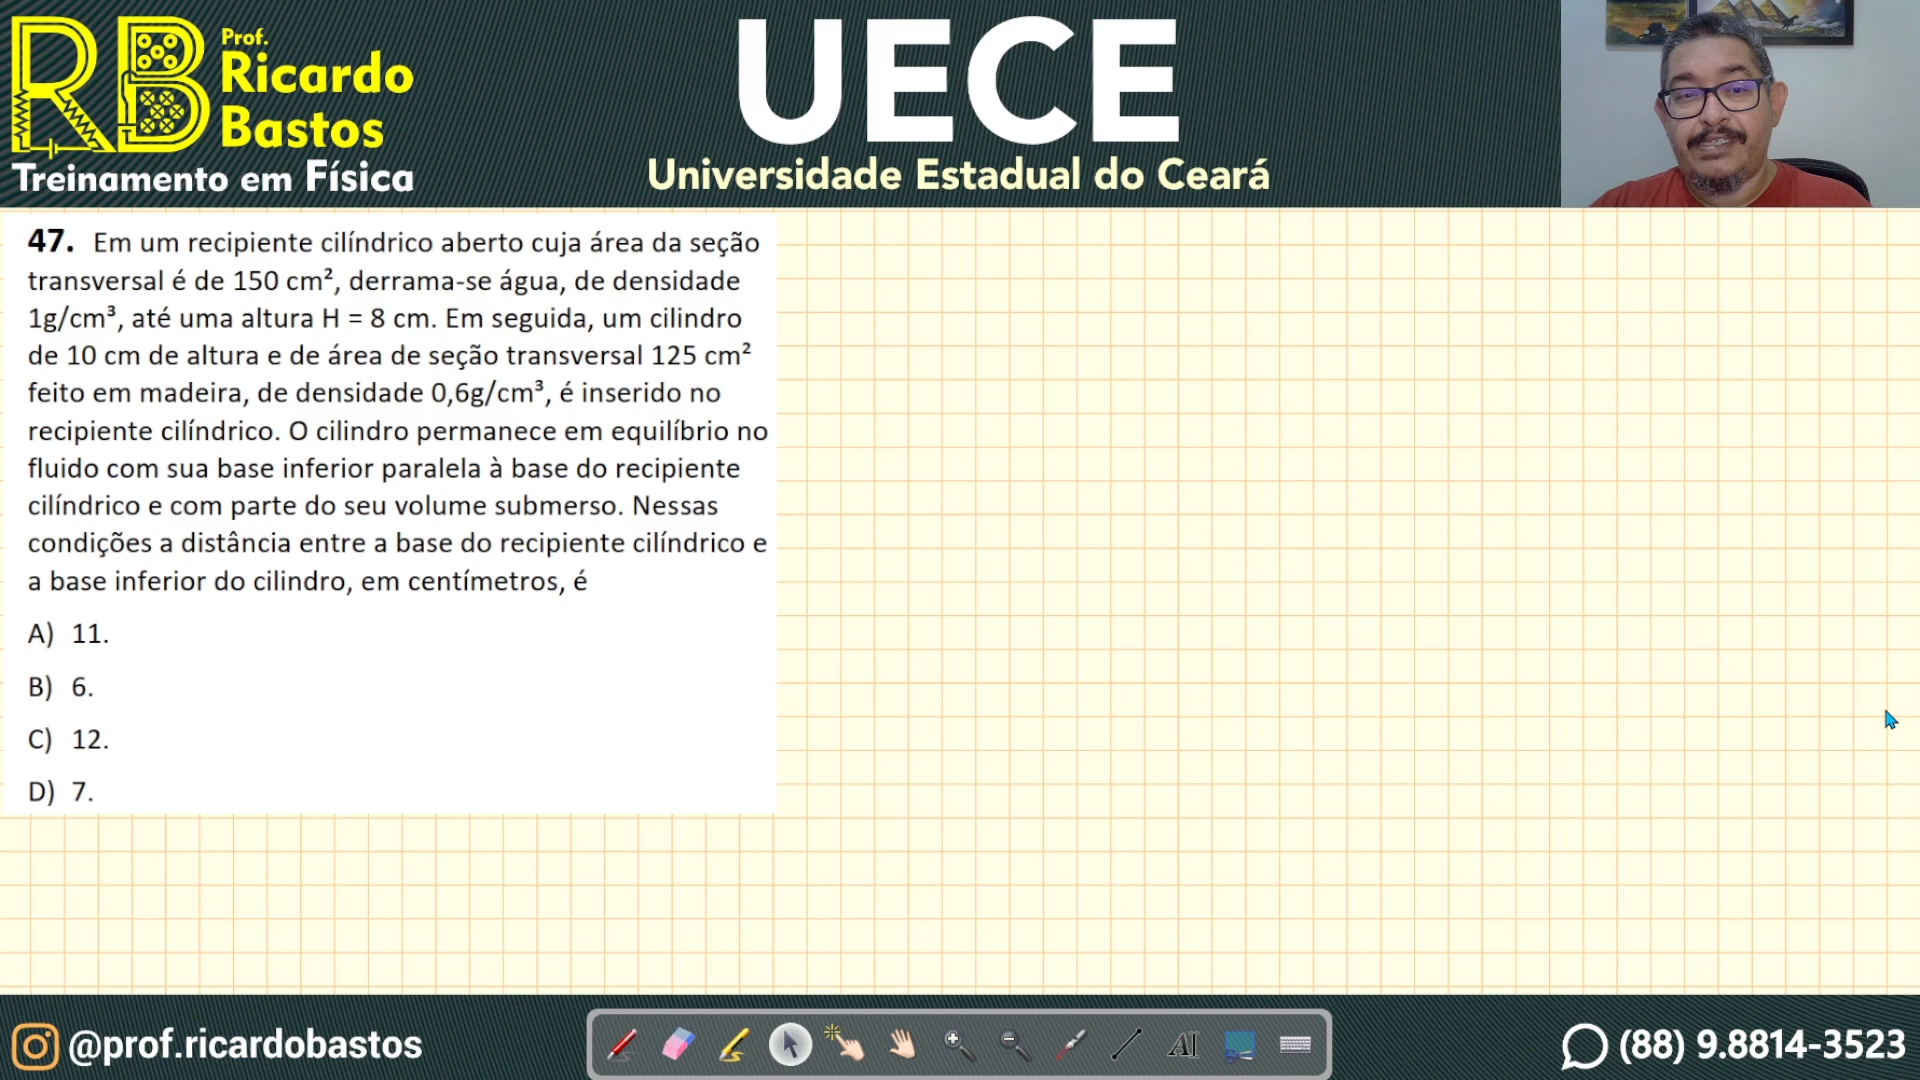 RB
Prof.
Ricardo
Bastos
Treinamento em Física
UECE
Universidade Estadual do Ceará
47. Em um recipiente cilíndrico aberto cuja área da seção
transversal é de 150 cm², derrama-se água, de densidade
1g/cm³, até uma altura H = 8 cm. Em seguida, um cilindro
de 10 cm de altura e de área de seção transversal 125 cm²
feito em madeira, de densidade 0,6g/cm³, é inserido no
recipiente cilíndrico. O cilindro permanece em equilíbrio no
fluido com sua base inferior paralela à base do recipiente
cilíndrico e com parte do seu volume submerso. Nessas
condições a distância entre a base do recipiente cilíndrico e
a base inferior do cilindro, em centímetros, é
A) 11.
B) 6.
C) 12.
D) 7.
@prof.ricardobastos
AI
(88) 9.8814-3523